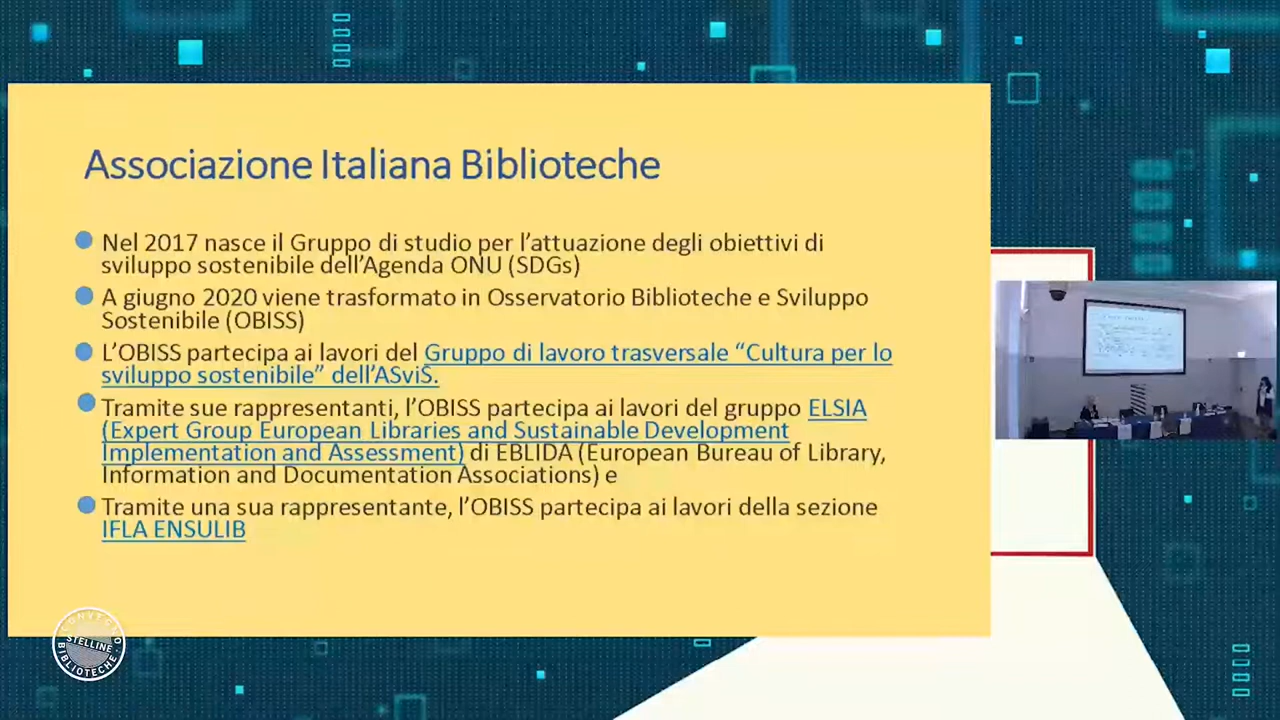 Associazione Italiana Biblioteche
Nel 2017 nasce il Gruppo di studio per l’attuazione degli obiettivi di
sviluppo sostenibile dell’Agenda ONU (SDGs)
A giugno 2020 viene trasformato in Osservatorio Biblioteche e Sviluppo
Sostenibile (OBISS)
L’OBISS partecipa ai lavori del Gruppo di lavoro trasversale “Cultura per lo
sviluppo sostenibile” dell’ASviS.
Tramite sue rappresentanti, l’OBISS partecipa ai lavori del gruppo ELSIA
(Expert Group European Libraries and Sustainable Development
Implementation and Assessment) di EBLIDA (European Bureau of Library,
Information and Documentation Associations) e
Tramite una sua rappresentante, l’OBISS partecipa ai lavori della sezione
IFLA ENSULIB
CONVEGNO
STELLINE
BIBLIOTECHE